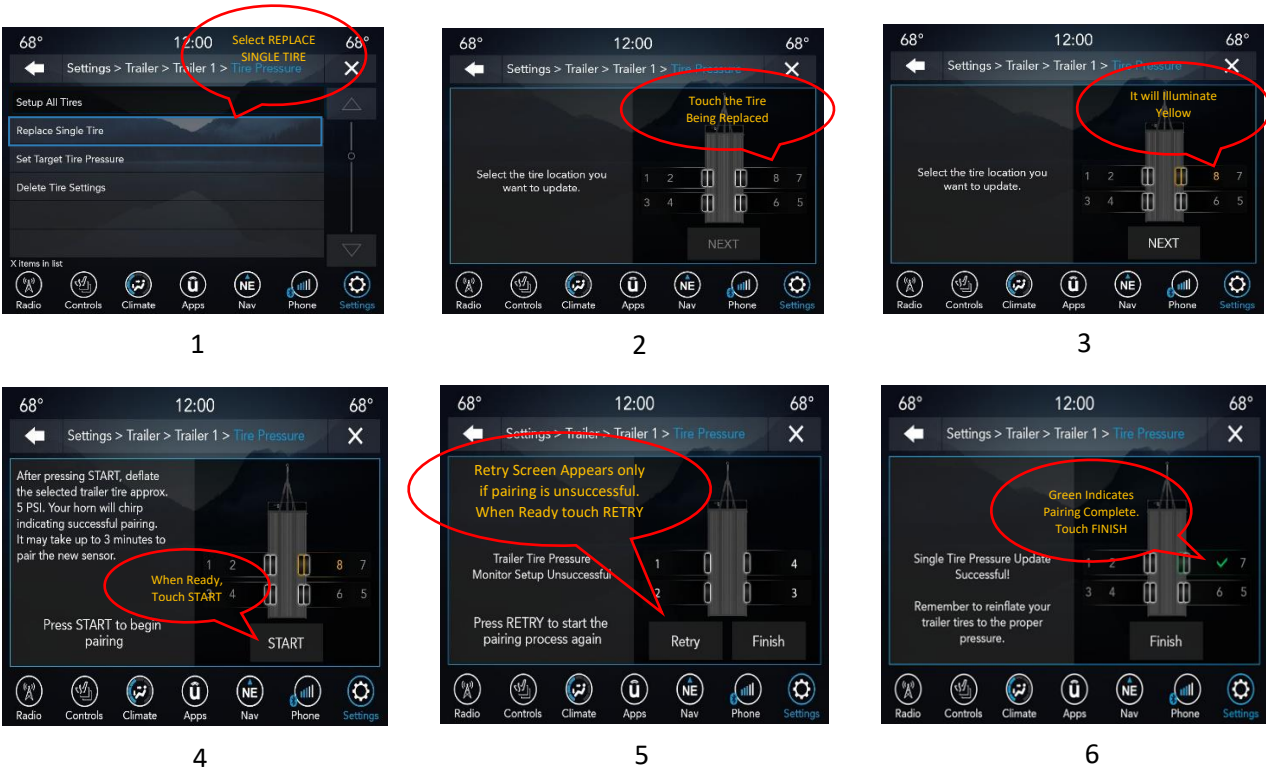 68° 12:00 68°
Select REPLACE
SINGLE TIRE
Settings > Trailer > Trailer 1 > Tire Pressure X
Setup All Tires
Replace Single Tire
Set Target Tire Pressure
Delete Tire Settings
X items in list
Radio Controls Climate Apps Nav Phone Settings
û NE
1
68° 12:00 68°
Settings > Trailer > Trailer 1 > Tire Pressure X
Touch the Tire
Being Replaced
Select the tire location you
want to update.
1 2 8 7
3 4 6 5
NEXT
û NE
Radio Controls Climate Apps Nav Phone Settings
2
68° 12:00 68°
Settings > Trailer > Trailer 1 > Tire Pressure X
It will Illuminate
Yellow
Select the tire location you
want to update.
1 2 8 7
3 4 6 5
NEXT
û NE
Radio Controls Climate Apps Nav Phone Settings
3
68° 12:00 68°
Settings > Trailer > Trailer 1 > Tire Pressure X
After pressing START, deflate
the selected trailer tire approx.
5 PSI. Your horn will chirp
indicating successful pairing.
It may take up to 3 minutes to
pair the new sensor.
1 2 8 7
3 4 6 5
When Ready,
Touch START
Press START to begin
pairing
START
û NE
Radio Controls Climate Apps Nav Phone Settings
4
68° 12:00 68°
Settings > Trailer > Trailer 1 > Tire Pressure X
Retry Screen Appears only
if pairing is unsuccessful.
When Ready touch RETRY
Trailer Tire Pressure
Monitor Setup Unsuccessful
1 4
2 3
Press RETRY to start the
pairing process again
Retry Finish
û NE
Radio Controls Climate Apps Nav Phone Settings
5
68° 12:00 68°
Settings > Trailer > Trailer 1 > Tire Pressure X
Green Indicates
Pairing Complete.
Touch FINISH
Single Tire Pressure Update
Successful!
1 2 ✓ 7
3 4 6 5
Remember to reinflate your
trailer tires to the proper
pressure.
Finish
û NE
Radio Controls Climate Apps Nav Phone Settings
6